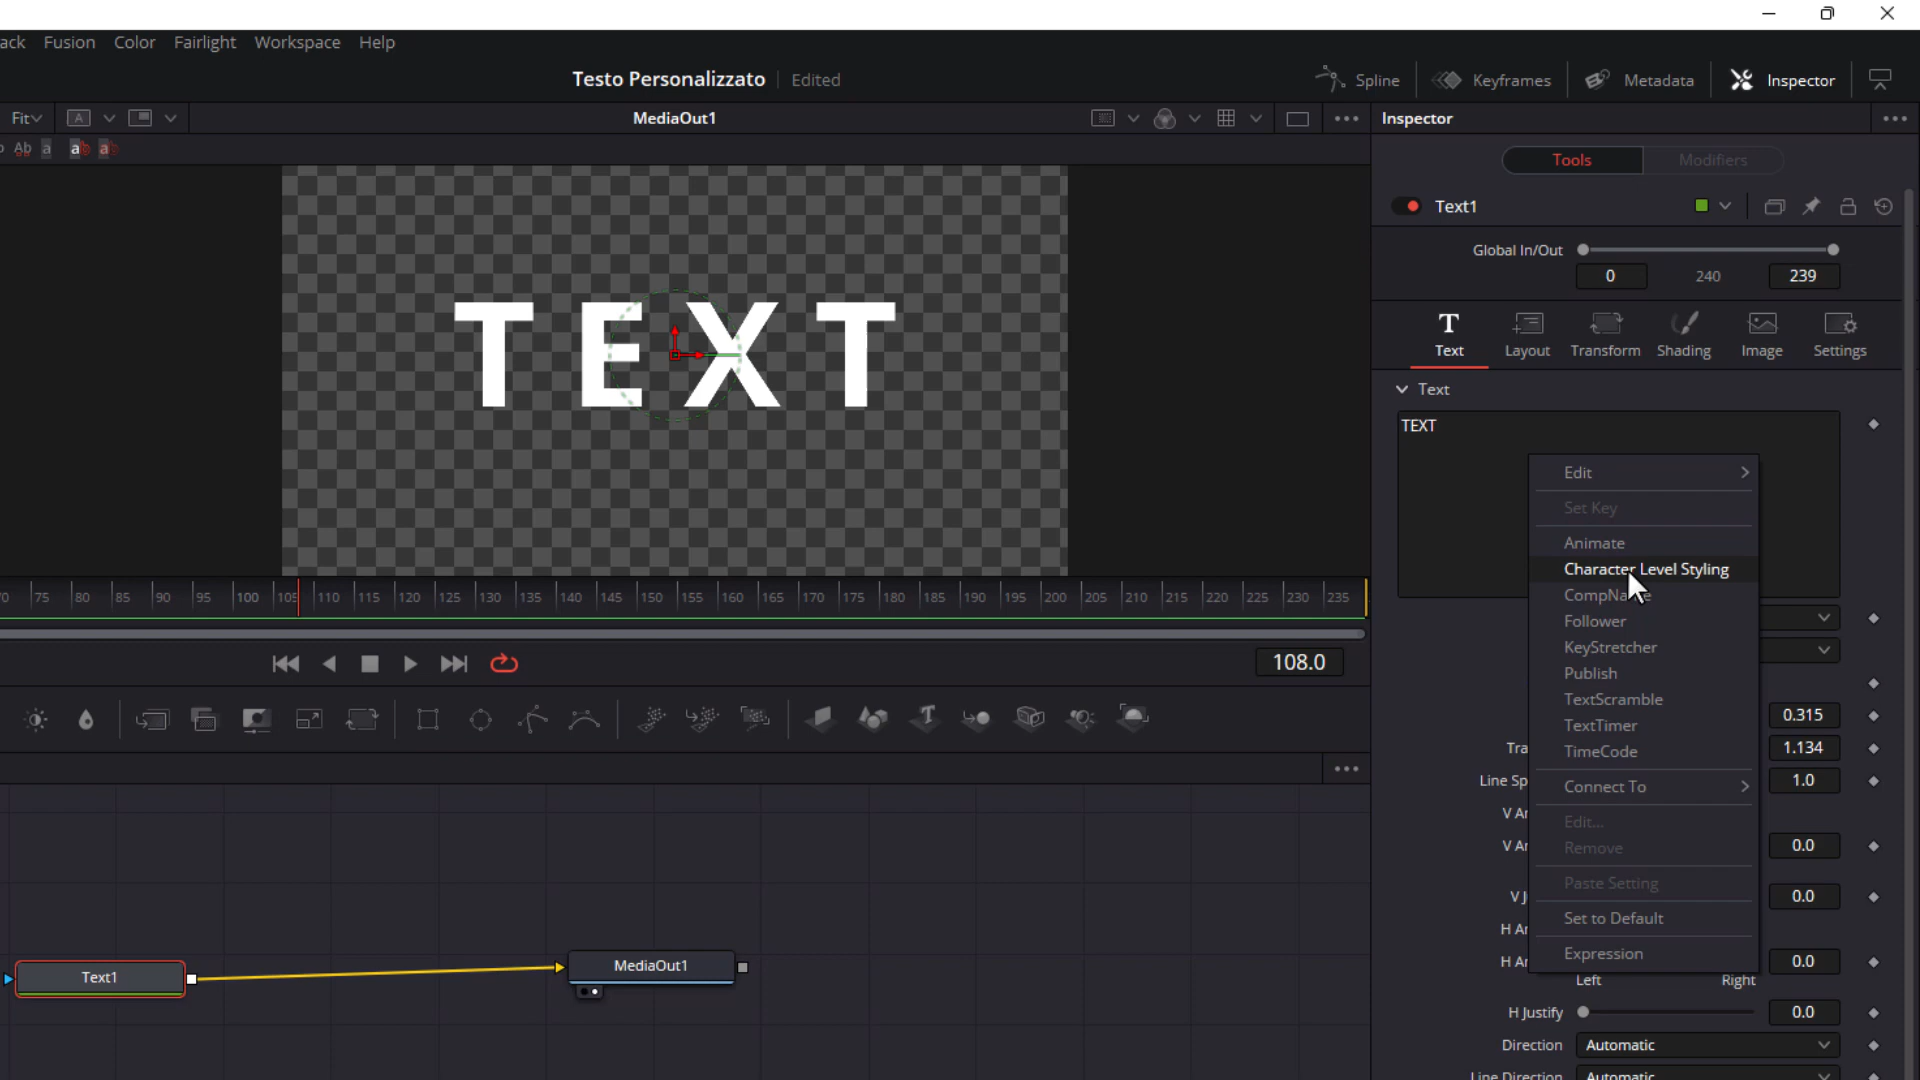 Fusion Color Fairlight Workspace Help
Testo Personalizzato Edited
Spline Keyframes Metadata Inspector
Fit
MediaOut1
Inspector
Tools Modifiers
Text1
Global In/Out
0 240 239
TEXT
Text Layout Transform Shading Image Settings
Text
TEXT
Edit
Set Key
Animate
Character Level Styling
Follower
KeyStretcher
Publish
TextScramble
TextTimer
TimeCode
Connect To
Edit...
Remove
Paste Setting
Set to Default
Expression
75 80 85 90 95 100 110 115 120 125 130 135 140 145 150 155 160 165 170 175 180 185 190 195 200 205 210 215 220 225 230 235
108.0
0.315
1.134
Line Sp 1.0
0.0
0.0
0.0
Left Right
H Justify 0.0
Direction Automatic
Line Direction Automatic
Text1
MediaOut1